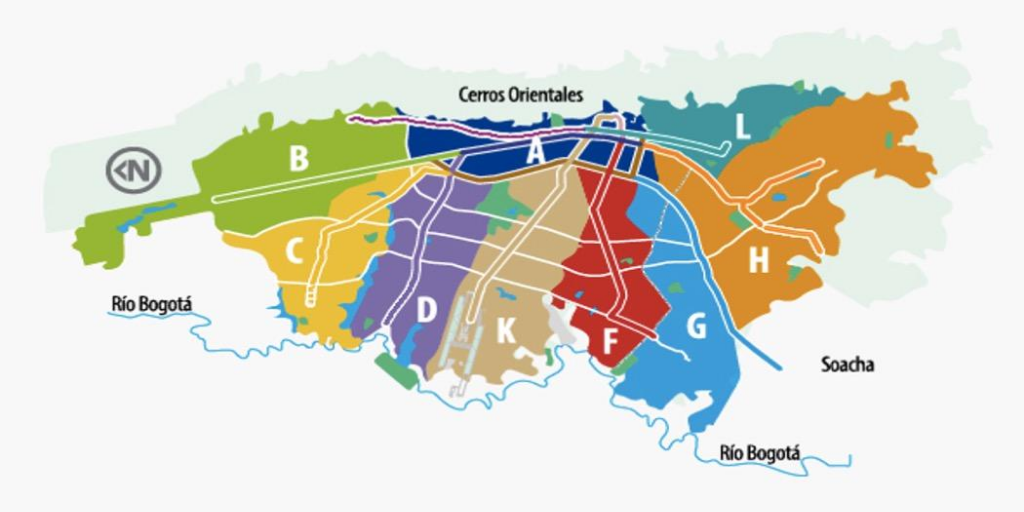 Cerros Orientales
L
A
B
<N
C
H
D
Río Bogotá
K
F
G
Soacha
Río Bogotá